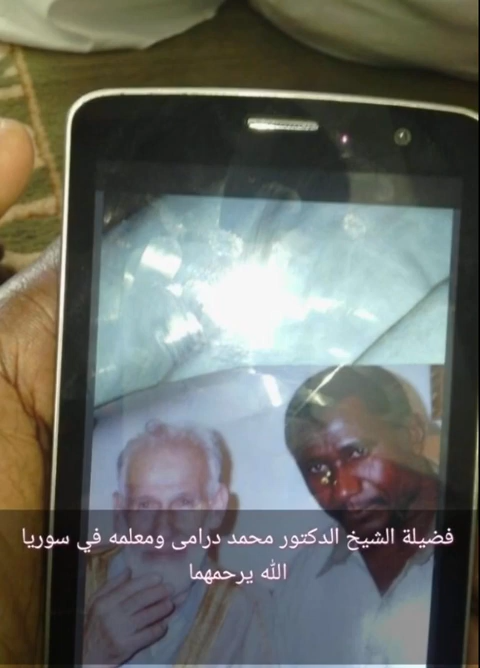 فضيلة الشيخ الدكتور محمد درامى ومعلمه في سوريا
الله يرحمهما